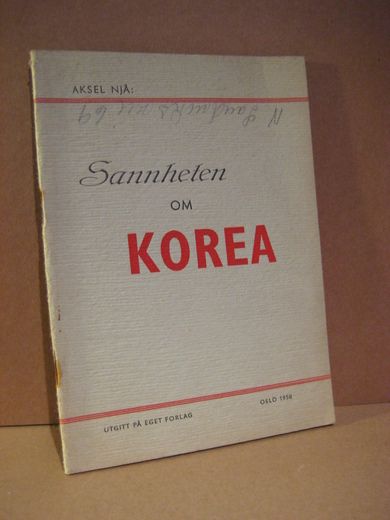 AKSEL NJÅ:
Sannheten
OM
KOREA
UTGITT PÅ EGET FORLAG
OSLO 1950